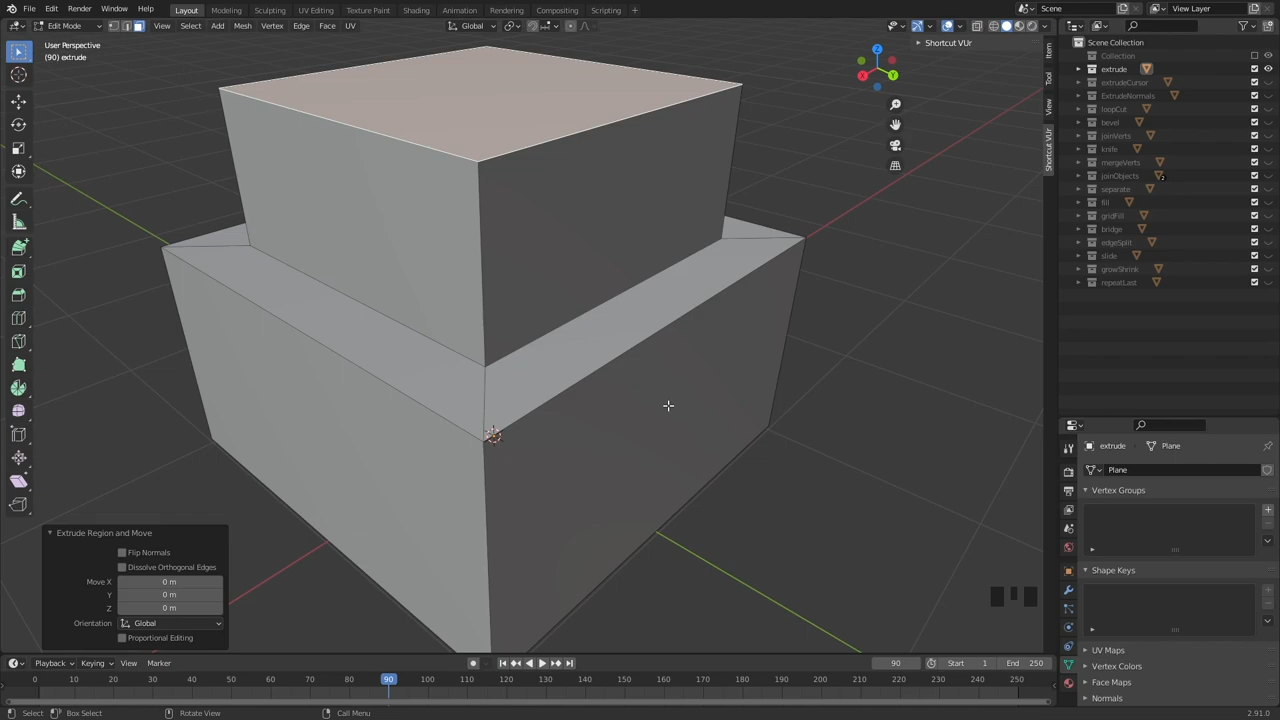 File Edit Render Window Help Layout Modeling Sculpting UV Editing Texture Paint Shading Animation Rendering Compositing Scripting + Scene View Layer
Edit Mode View Select Add Mesh Vertex Edge Face UV Global
User Perspective
(90) extrude
Shortcut VUr
Item
Tool
View
Shortcut VUr
Z
X
Y
Scene Collection
Collection
extrude
extrudeCursor
ExtrudeNormals
loopCut
bevel
joinVerts
knife
mergeVerts
joinObjects 2
separate
fill
gridFill
bridge
edgeSplit
slide
growShrink
repeatLast
extrude Plane
Plane
Vertex Groups
Shape Keys
UV Maps
Vertex Colors
Face Maps
Normals
Extrude Region and Move
Flip Normals
Dissolve Orthogonal Edges
Move X 0 m
Y 0 m
Z 0 m
Orientation Global
Proportional Editing
Playback Keying View Marker 90 Start 1 End 250
0 10 20 30 40 50 60 70 80 90 100 110 120 130 140 150 160 170 180 190 200 210 220 230 240 250
Select Box Select Rotate View Call Menu 2.91.0